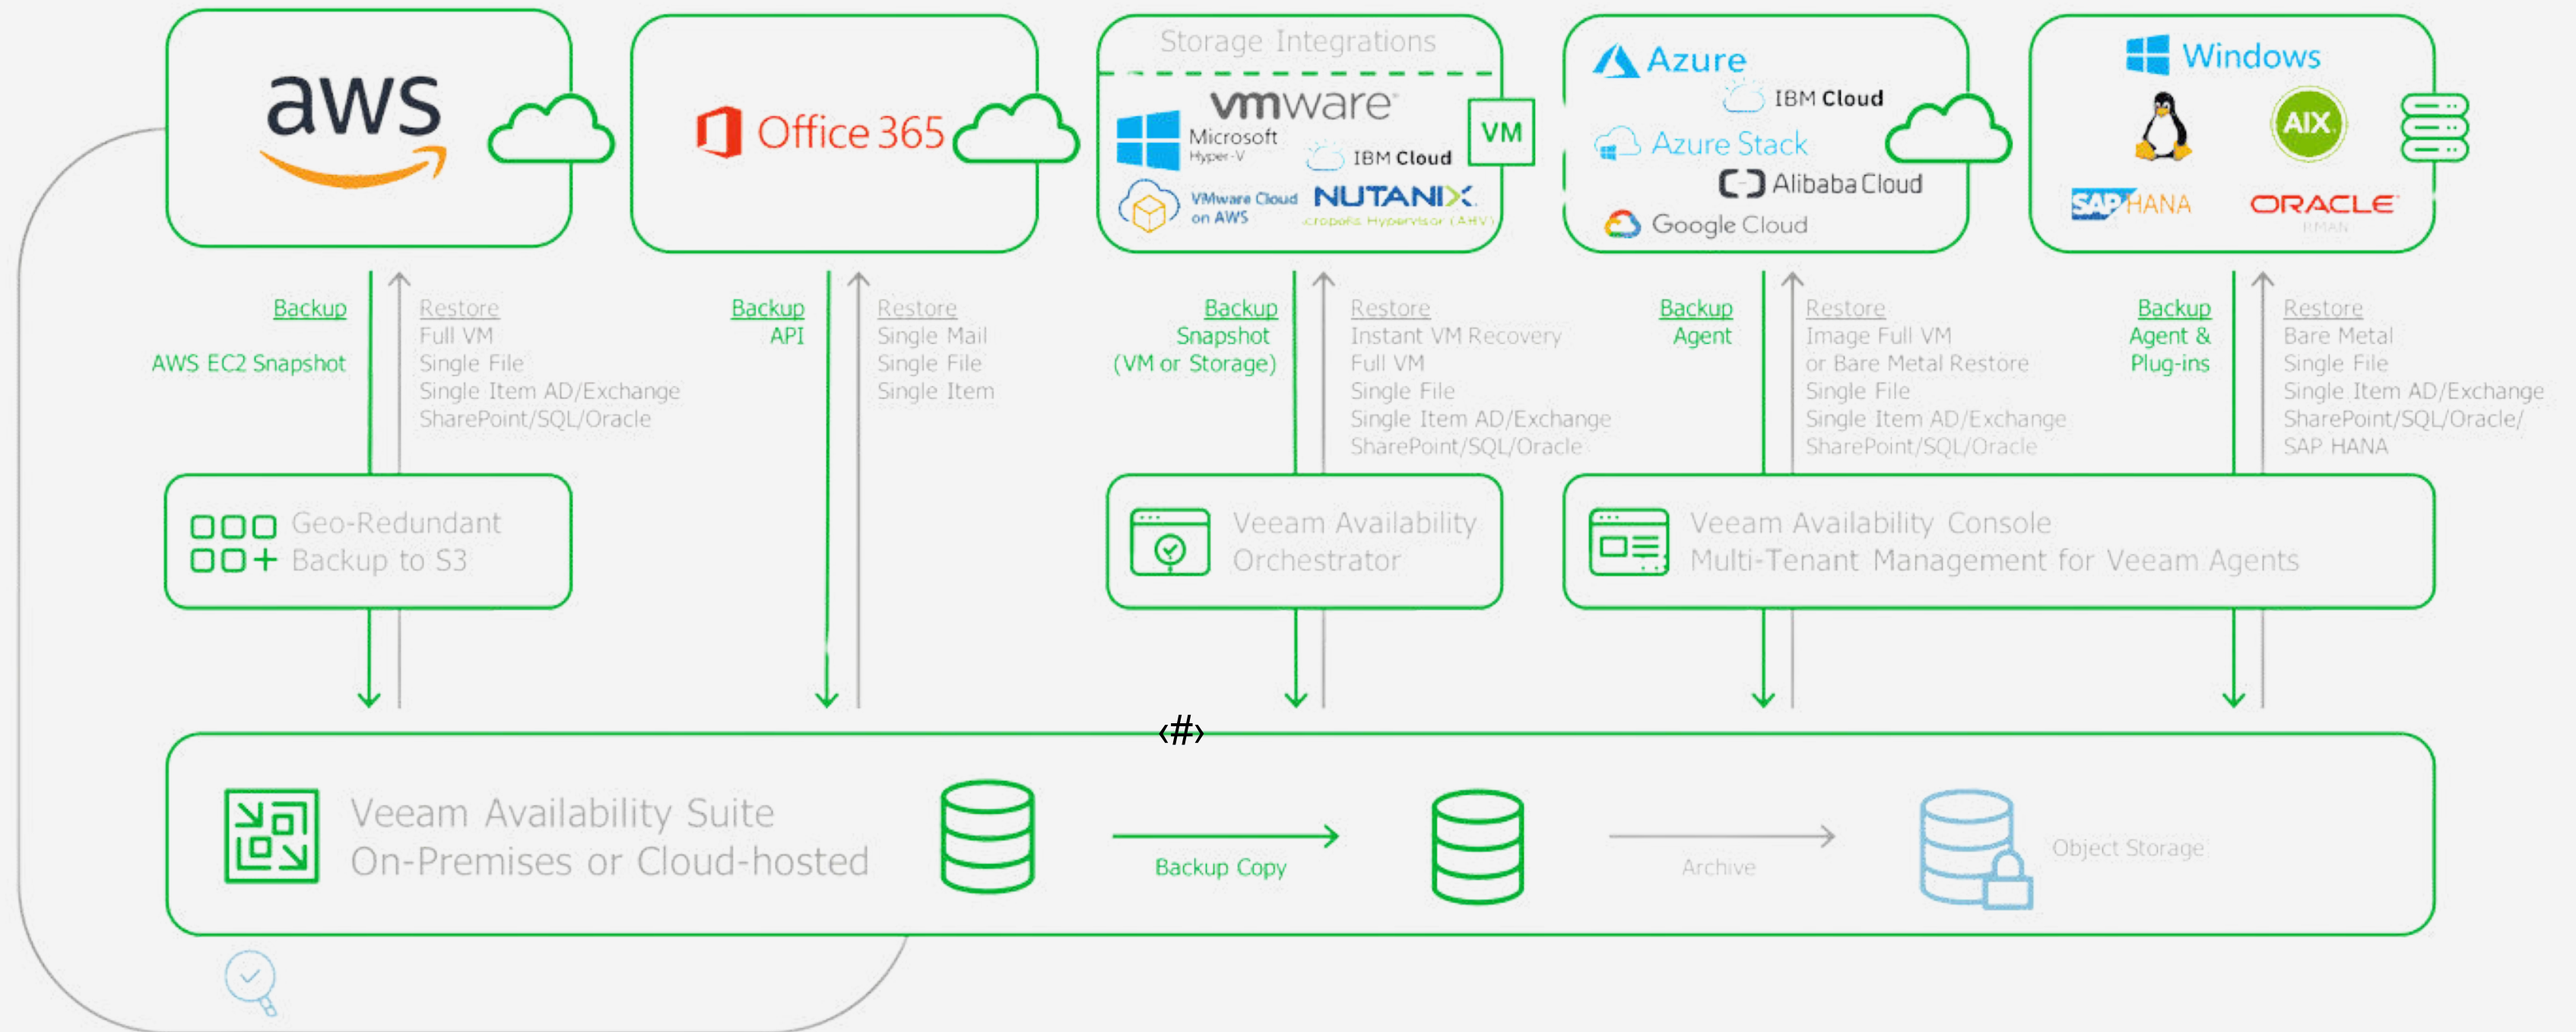 aws
Office 365
Storage Integrations
vmware
Microsoft
Hyper-V
IBM Cloud
VMware Cloud
on AWS
NUTANIX
Acropolis Hypervisor (AHV)
VM
Azure
IBM Cloud
Azure Stack
Alibaba Cloud
Google Cloud
Windows
AIX
SAP HANA
ORACLE
RMAN
Backup
AWS EC2 Snapshot
Restore
Full VM
Single File
Single Item AD/Exchange
SharePoint/SQL/Oracle
Backup
API
Restore
Single Mail
Single File
Single Item
Backup
Snapshot
(VM or Storage)
Restore
Instant VM Recovery
Full VM
Single File
Single Item AD/Exchange
SharePoint/SQL/Oracle
Backup
Agent
Restore
Image Full VM
or Bare Metal Restore
Single File
Single Item AD/Exchange
SharePoint/SQL/Oracle
Backup
Agent &
Plug-ins
Restore
Bare Metal
Single File
Single Item AD/Exchange
SharePoint/SQL/Oracle/
SAP HANA
Geo-Redundant
Backup to S3
Veeam Availability
Orchestrator
Veeam Availability Console
Multi-Tenant Management for Veeam Agents
‹#›
Veeam Availability Suite
On-Premises or Cloud-hosted
Backup Copy
Archive
Object Storage